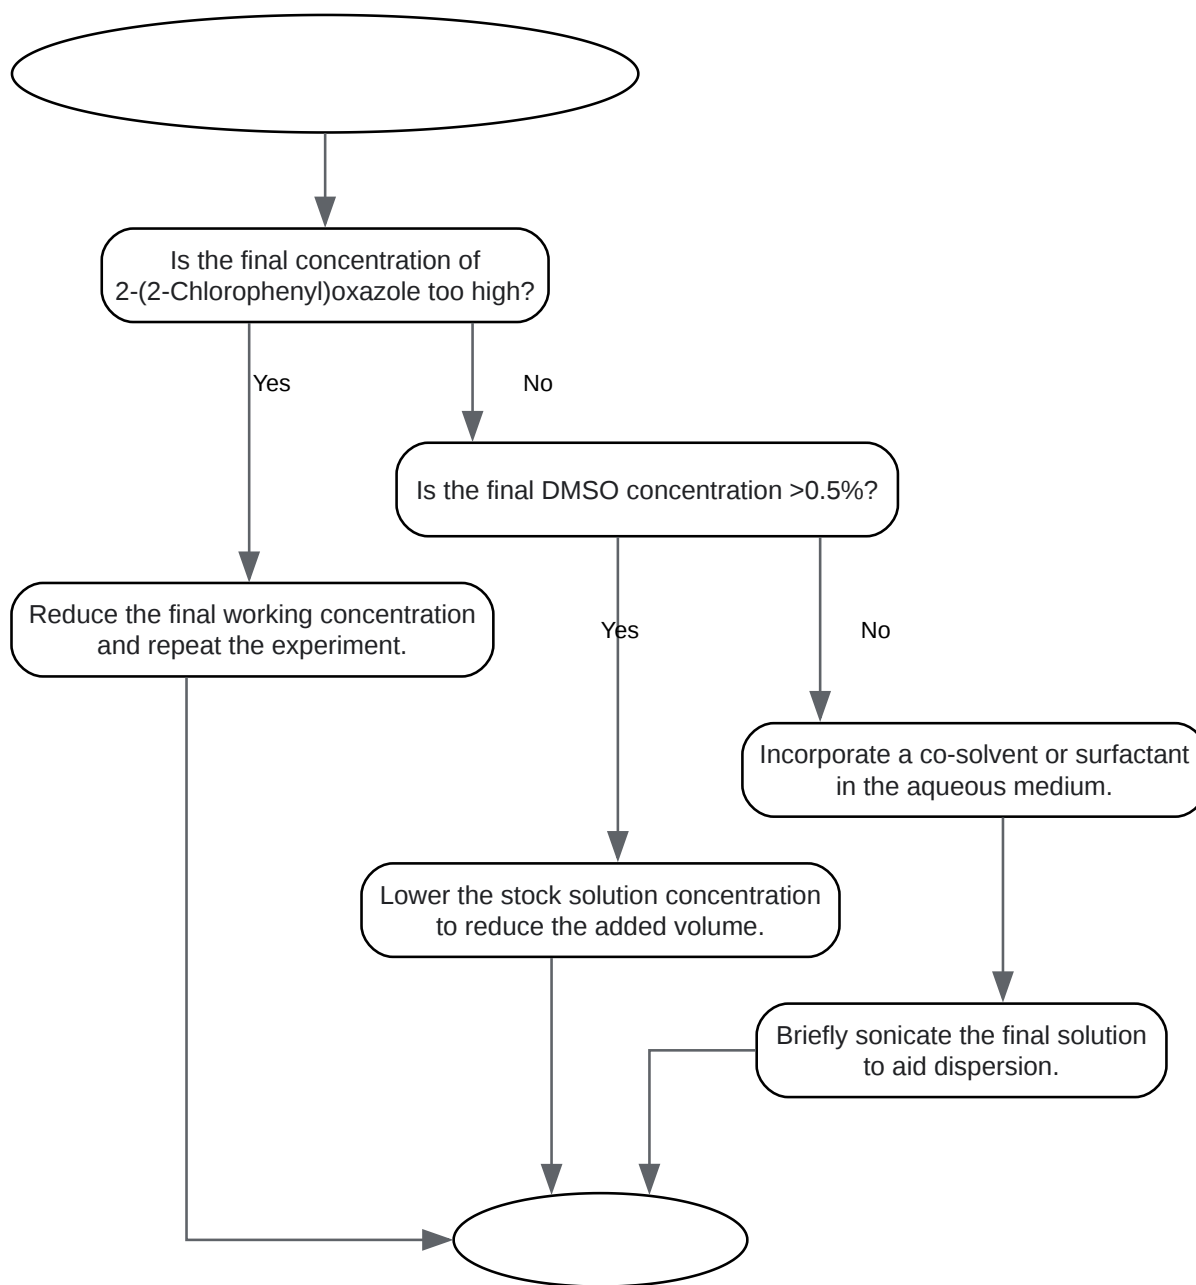 Is the final concentration of
2-(2-Chlorophenyl)oxazole too high?
Yes
No
Is the final DMSO concentration >0.5%?
Reduce the final working concentration
and repeat the experiment.
Yes
No
Incorporate a co-solvent or surfactant
in the aqueous medium.
Lower the stock solution concentration
to reduce the added volume.
Briefly sonicate the final solution
to aid dispersion.